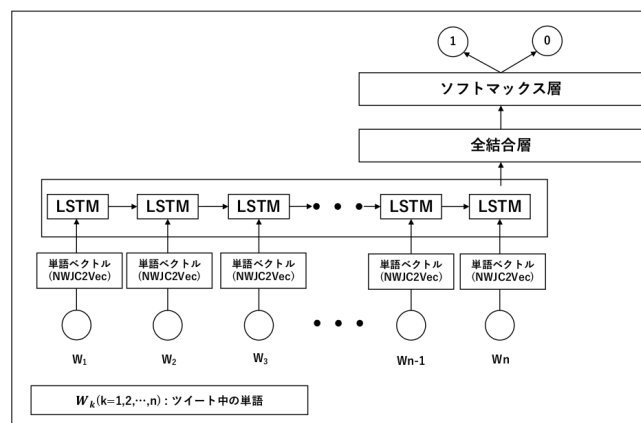 1 0
ソフトマックス層
全結合層
LSTM LSTM LSTM ・・・ LSTM LSTM
単語ベクトル 単語ベクトル 単語ベクトル 単語ベクトル 単語ベクトル
(NWJC2Vec) (NWJC2Vec) (NWJC2Vec) (NWJC2Vec) (NWJC2Vec)
・・・
W₁ W₂ W₃ Wn-1 Wn
W_k(k=1,2,…,n) : ツイート中の単語